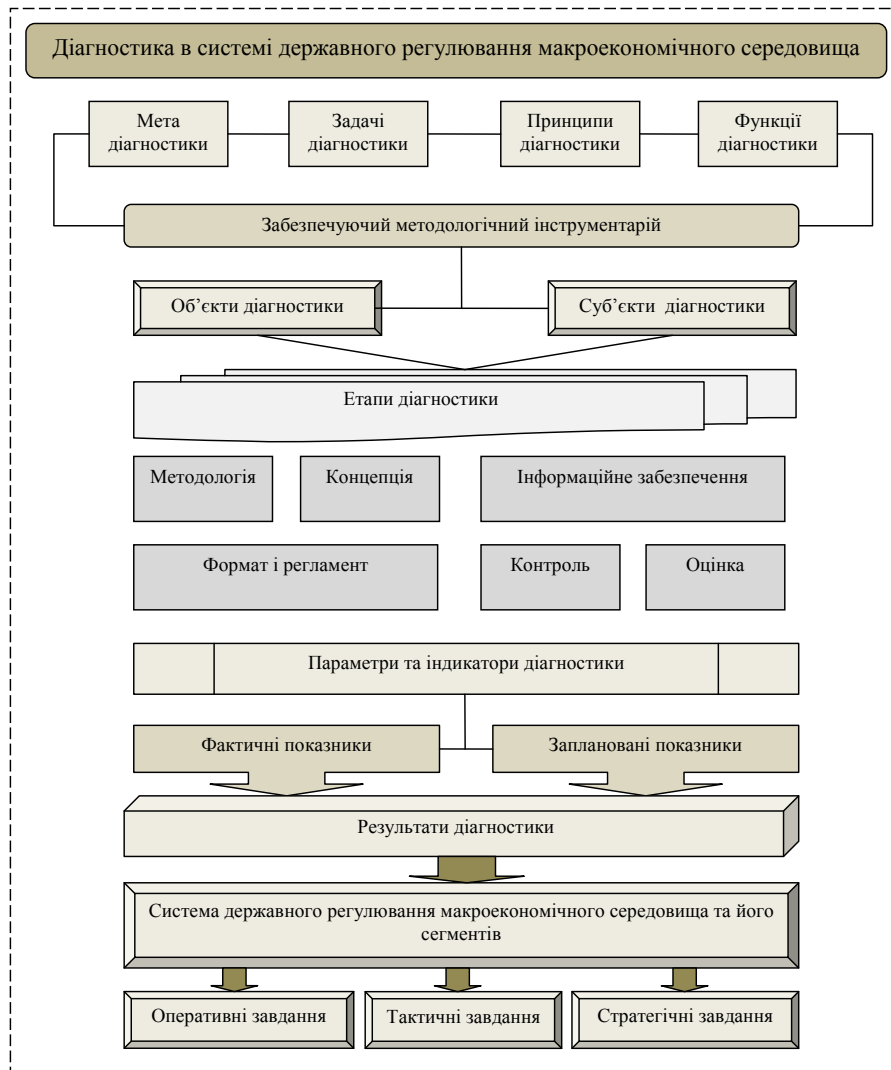 Діагностика в системі державного регулювання макроекономічного середовища
Мета
діагностики
Задачі
діагностики
Принципи
діагностики
Функції
діагностики
Забезпечуючий методологічний інструментарій
Об’єкти діагностики
Суб’єкти діагностики
Етапи діагностики
Методологія
Концепція
Інформаційне забезпечення
Формат і регламент
Контроль
Оцінка
Параметри та індикатори діагностики
Фактичні показники
Заплановані показники
Результати діагностики
Система державного регулювання макроекономічного середовища та його
сегментів
Оперативні завдання
Тактичні завдання
Стратегічні завдання